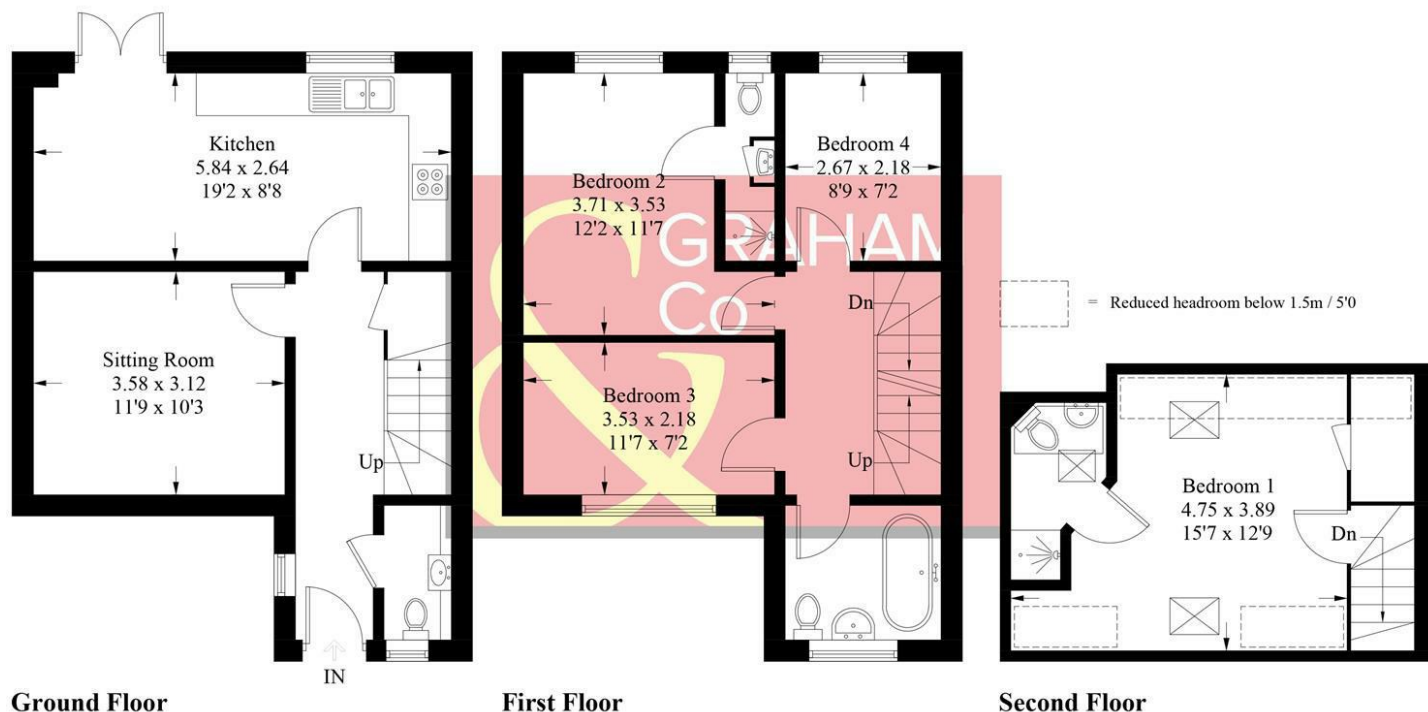 Kitchen
5.84 x 2.64
19'2 x 8'8
Sitting Room
3.58 x 3.12
11'9 x 10'3
Up
IN
Ground Floor
Bedroom 2
3.71 x 3.53
12'2 x 11'7
Bedroom 4
2.67 x 2.18
8'9 x 7'2
& GRAHAM
Co
Dn
Bedroom 3
3.53 x 2.18
11'7 x 7'2
Up
First Floor
= Reduced headroom below 1.5m / 5'0
Bedroom 1
4.75 x 3.89
15'7 x 12'9
Dn
Second Floor